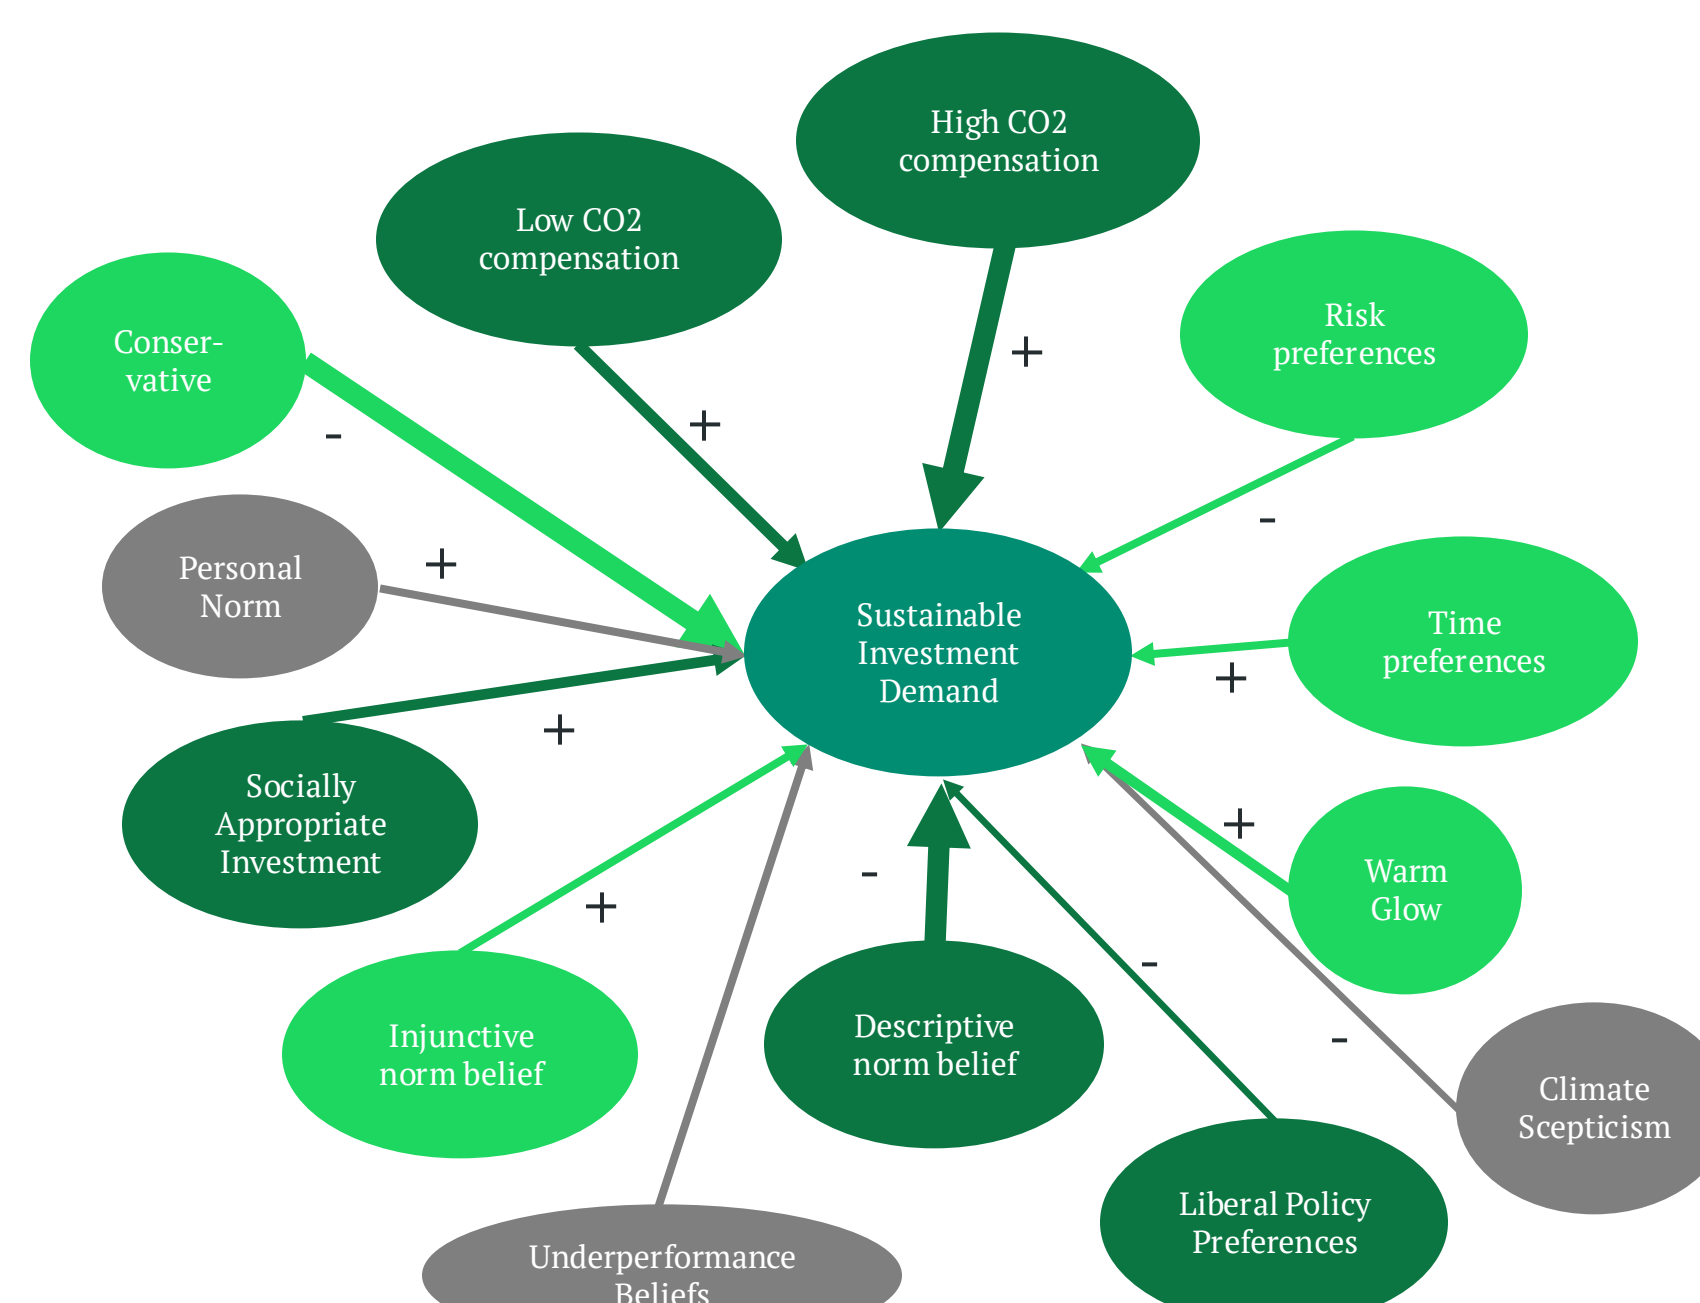 High CO2
compensation
Low CO2
compensation
Risk
preferences
Conser-
vative
+
+
-
-
Personal
Norm
+
Sustainable
Investment
Demand
Time
preferences
+
+
Socially
Appropriate
Investment
+
Warm
Glow
-
+
-
Injunctive
norm belief
Descriptive
norm belief
-
Climate
Scepticism
Liberal Policy
Preferences
Underperformance
Beliefs